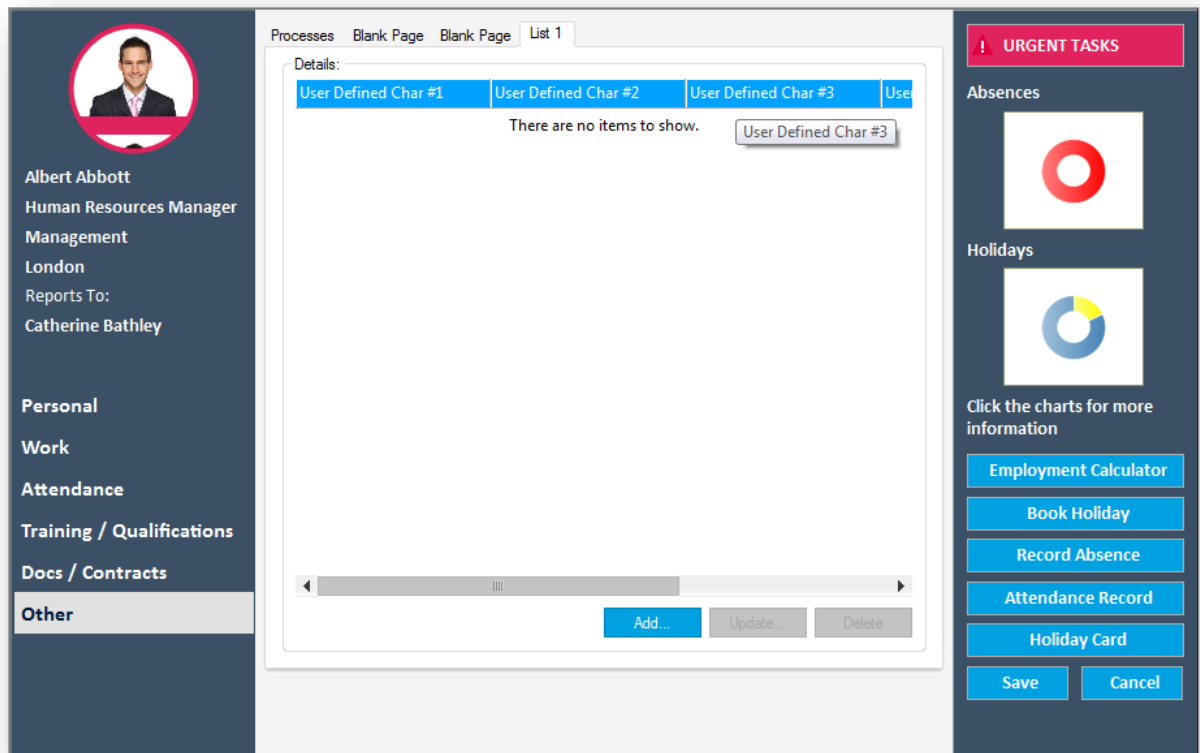 Albert Abbott
Human Resources Manager
Management
London
Reports To:
Catherine Bathley
Personal
Work
Attendance
Training / Qualifications
Docs / Contracts
Other
Processes Blank Page Blank Page List 1
Details:
User Defined Char #1 User Defined Char #2 User Defined Char #3 User
There are no items to show.
User Defined Char #3
Add... Update... Delete
! URGENT TASKS
Absences
Holidays
Click the charts for more
information
Employment Calculator
Book Holiday
Record Absence
Attendance Record
Holiday Card
Save Cancel